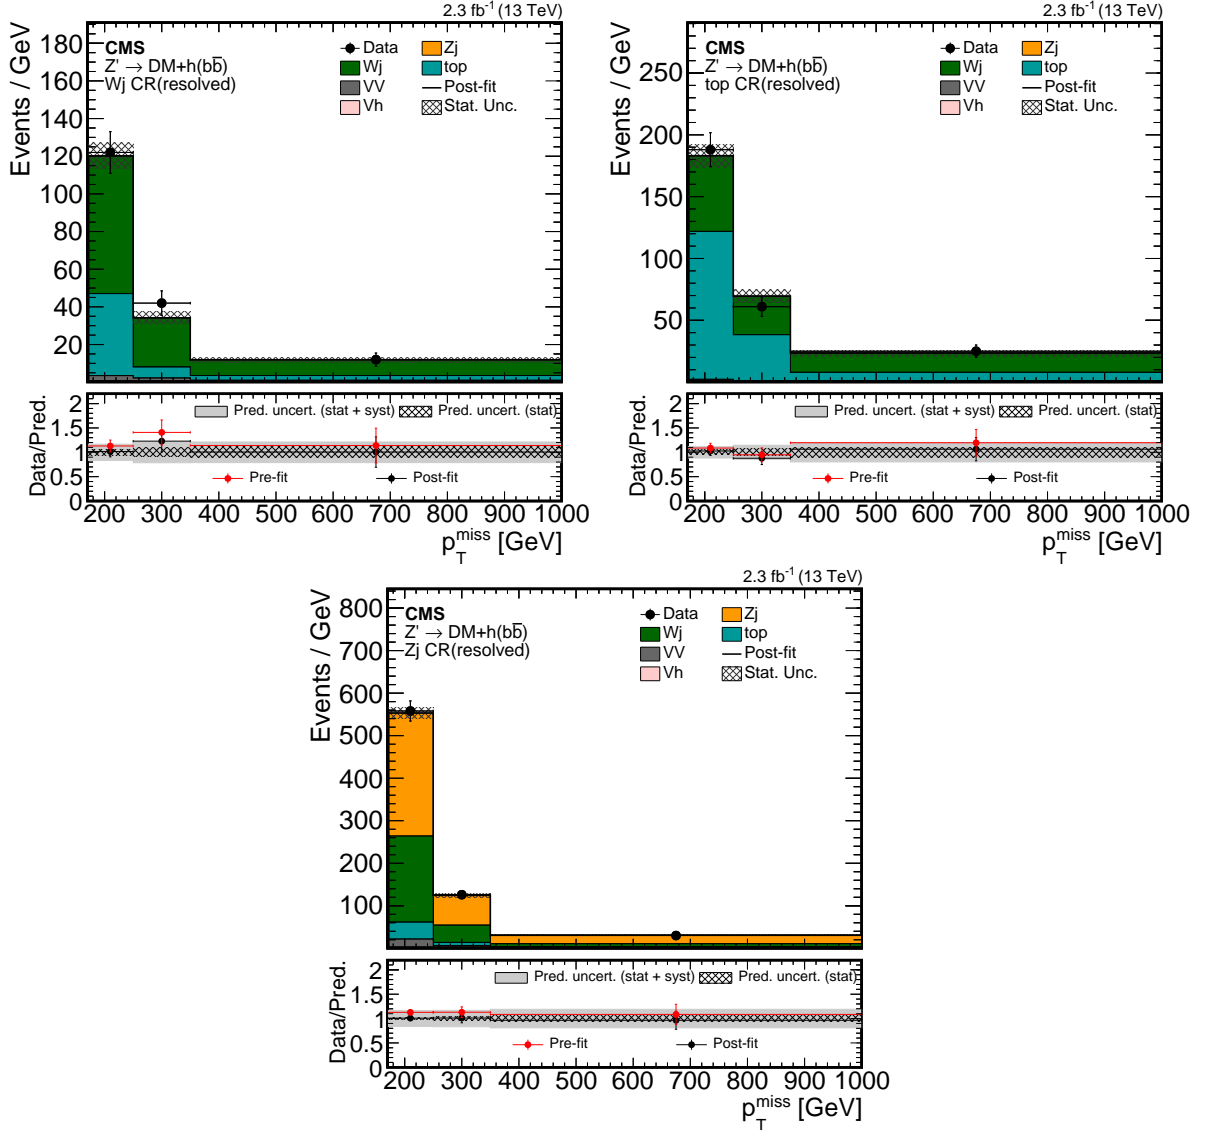 2.3 fb⁻¹ (13 TeV)
Events / GeV
180
160
140
120
100
80
60
40
20
CMS
Z' → DM+h(bb̅)
Wj CR(resolved)
Data
Zj
Wj
top
VV
Post-fit
Vh
Stat. Unc.
Data/Pred.
2
1.5
1
0.5
0
Pred. uncert. (stat + syst)
Pred. uncert. (stat)
Pre-fit
Post-fit
200 300 400 500 600 700 800 900 1000
p_T^miss [GeV]
2.3 fb⁻¹ (13 TeV)
Events / GeV
250
200
150
100
50
CMS
Z' → DM+h(bb̅)
top CR(resolved)
Data
Zj
Wj
top
VV
Post-fit
Vh
Stat. Unc.
Data/Pred.
2
1.5
1
0.5
0
Pred. uncert. (stat + syst)
Pred. uncert. (stat)
Pre-fit
Post-fit
200 300 400 500 600 700 800 900 1000
p_T^miss [GeV]
2.3 fb⁻¹ (13 TeV)
Events / GeV
800
700
600
500
400
300
200
100
CMS
Z' → DM+h(bb̅)
Zj CR(resolved)
Data
Zj
Wj
top
VV
Post-fit
Vh
Stat. Unc.
Data/Pred.
2
1.5
1
0.5
0
Pred. uncert. (stat + syst)
Pred. uncert. (stat)
Pre-fit
Post-fit
200 300 400 500 600 700 800 900 1000
p_T^miss [GeV]